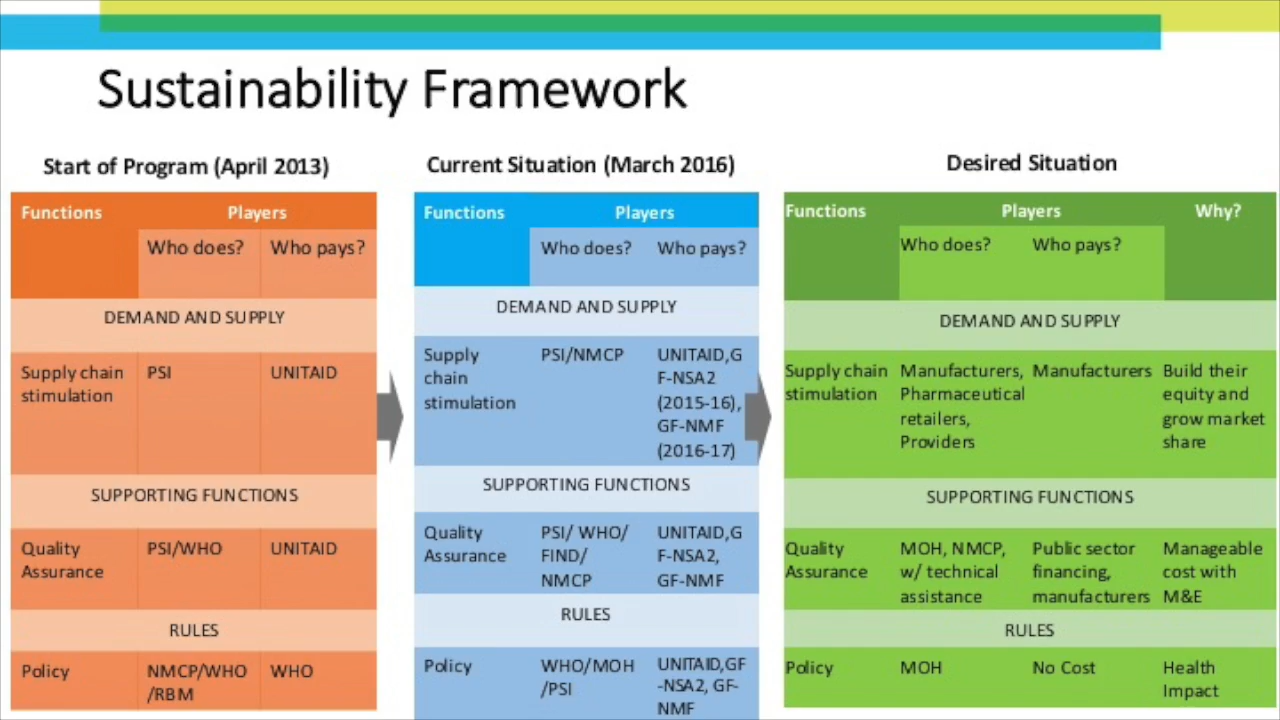 Sustainability Framework
Start of Program (April 2013)
Functions
Players
Who does?
Who pays?
DEMAND AND SUPPLY
Supply chain
stimulation
PSI
UNITAID
SUPPORTING FUNCTIONS
Quality
Assurance
PSI/WHO
UNITAID
RULES
Policy
NMCP/WHO
/RBM
WHO
Current Situation (March 2016)
Functions
Players
Who does?
Who pays?
DEMAND AND SUPPLY
Supply
chain
stimulation
PSI/NMCP
UNITAID,G
F-NSA2
(2015-16),
GF-NMF
(2016-17)
SUPPORTING FUNCTIONS
Quality
Assurance
PSI/ WHO/
FIND/
NMCP
UNITAID,G
F-NSA2,
GF-NMF
RULES
Policy
WHO/MOH
/PSI
UNITAID,GF
-NSA2, GF-
NMF
Desired Situation
Functions
Players
Why?
Who does?
Who pays?
DEMAND AND SUPPLY
Supply chain
stimulation
Manufacturers,
Pharmaceutical
retailers,
Providers
Manufacturers
Build their
equity and
grow market
share
SUPPORTING FUNCTIONS
Quality
Assurance
MOH, NMCP,
w/ technical
assistance
Public sector
financing,
manufacturers
Manageable
cost with
M&E
RULES
Policy
MOH
No Cost
Health
Impact